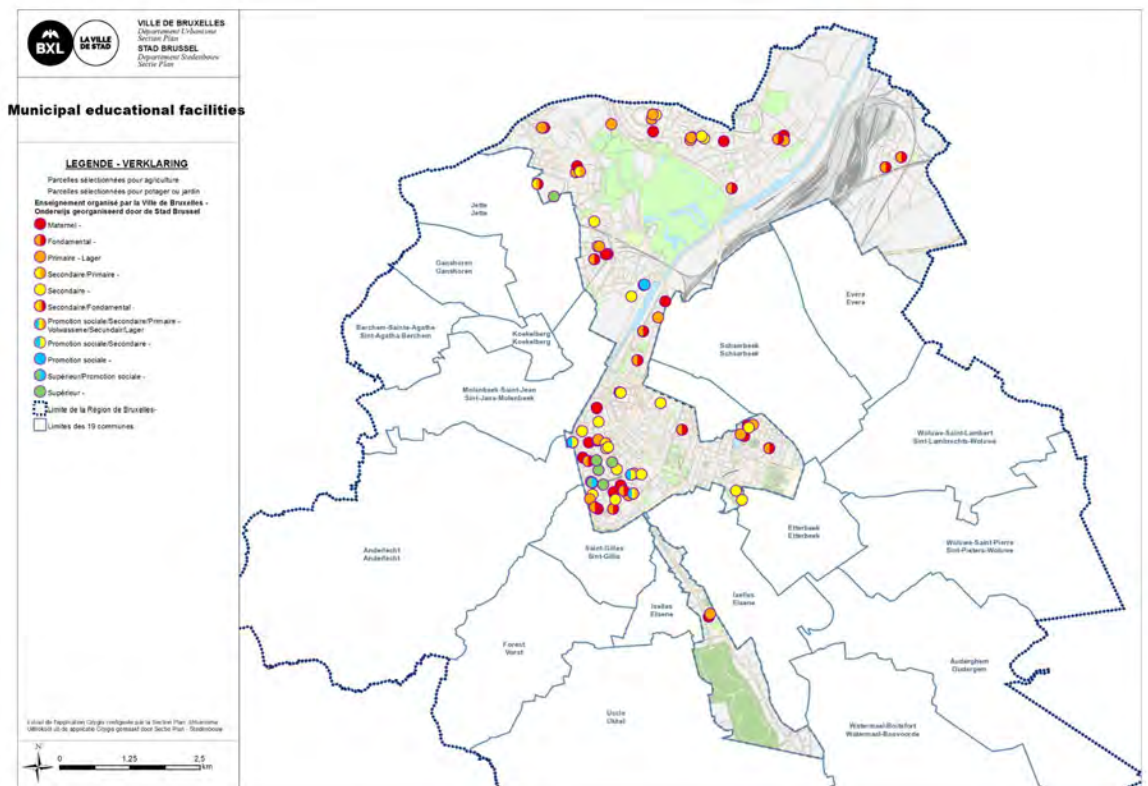 BXL
LA VILLE
DE STAD
VILLE DE BRUXELLES
Département Urbanisme
Section Plan
STAD BRUSSEL
Departement Stedenbouw
Sectie Plan
Municipal educational facilities
LEGENDE - VERKLARING
Parcelles sélectionnées pour agriculture
Parcelles sélectionnées pour potager ou jardin
Enseignement organisé par la Ville de Bruxelles -
Onderwijs georganiseerd door de Stad Brussel
Maternel -
Fondamental -
Primaire - Lager
Secondaire/Primaire -
Secondaire -
Secondaire/Fondamental -
Promotion sociale/Secondaire/Primaire -
Volwassene/Secundair/Lager
Promotion sociale/Secondaire -
Promotion sociale -
Supérieur/Promotion sociale -
Supérieur -
Limite de la Région de Bruxelles-
Limites des 19 communes
N
0 1,25 2,5
km
Jette
Jette
Ganshoren
Ganshoren
Berchem-Sainte-Agathe
Sint-Agatha-Berchem
Koekelberg
Koekelberg
Molenbeek-Saint-Jean
Sint-Jans-Molenbeek
Evere
Evere
Schaerbeek
Schaarbeek
Woluwe-Saint-Lambert
Sint-Lambrechts-Woluwe
Anderlecht
Anderlecht
Saint-Gilles
Sint-Gillis
Etterbeek
Etterbeek
Woluwe-Saint-Pierre
Sint-Pieters-Woluwe
Ixelles
Elsene
Ixelles
Elsene
Forest
Vorst
Auderghem
Oudergem
Uccle
Ukkel
Watermael-Boitsfort
Watermaal-Bosvoorde